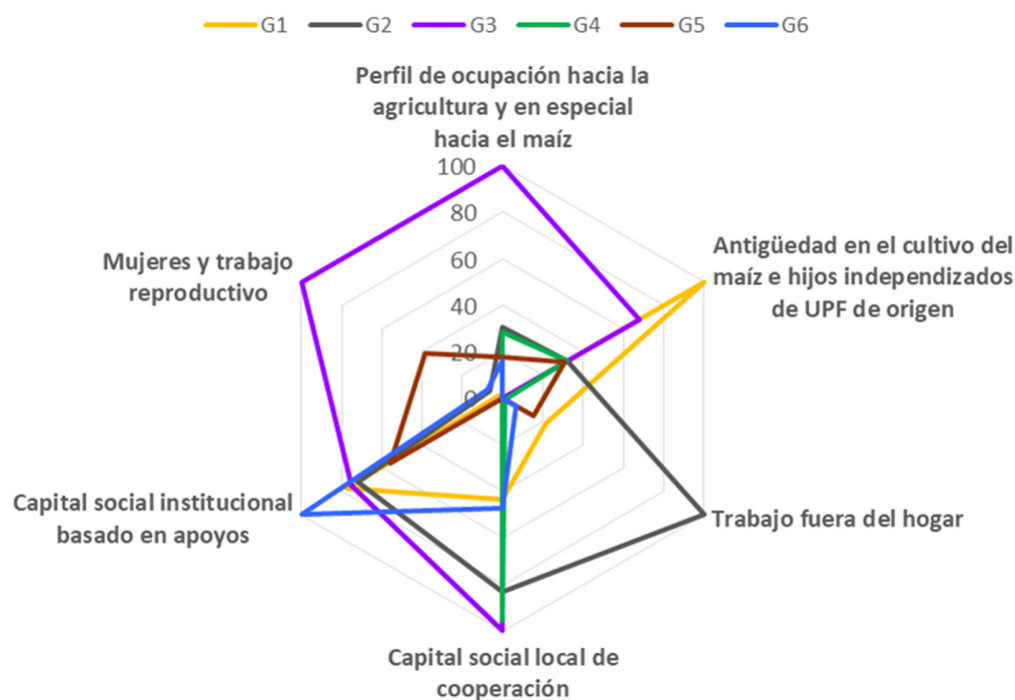 G1 G2 G3 G4 G5 G6
Perfil de ocupación hacia la
agricultura y en especial
hacia el maíz
100
80
60
40
20
0
Antigüedad en el cultivo del
maíz e hijos independizados
de UPF de origen
Trabajo fuera del hogar
Capital social local de
cooperación
Capital social institucional
basado en apoyos
Mujeres y trabajo
reproductivo